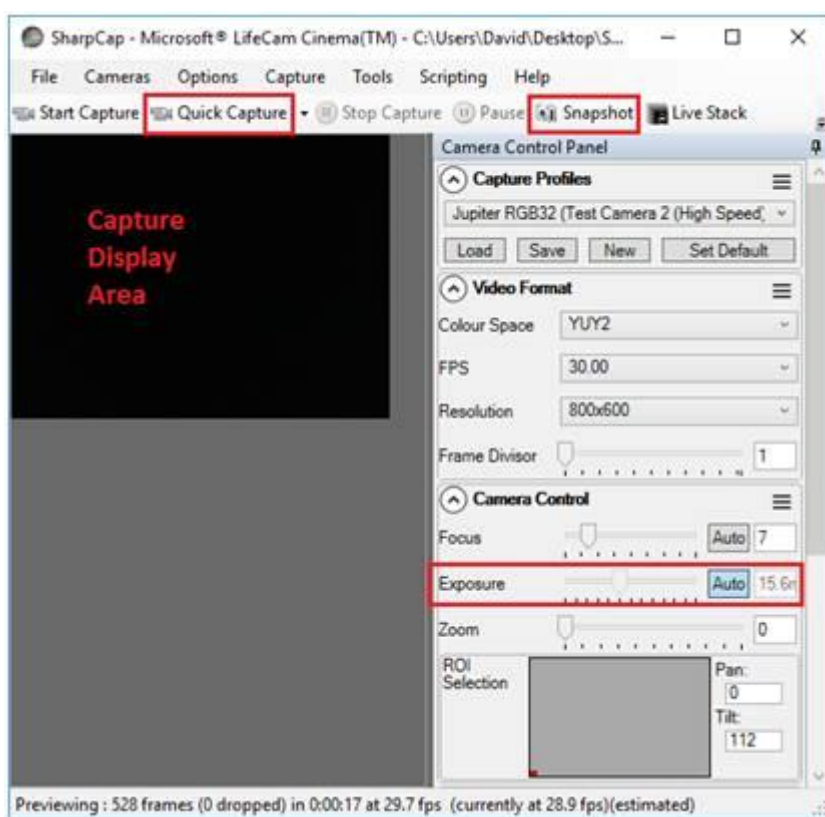 SharpCap - Microsoft® LifeCam Cinema(TM) - C:\Users\David\Desktop\S...
File Cameras Options Capture Tools Scripting Help
Start Capture Quick Capture Stop Capture Pause Snapshot Live Stack
Capture
Display
Area
Camera Control Panel
Capture Profiles
Jupiter RGB32 (Test Camera 2 (High Speed,
Load Save New Set Default
Video Format
Colour Space YUY2
FPS 30.00
Resolution 800x600
Frame Divisor 1
Camera Control
Focus Auto 7
Exposure Auto 15.6m
Zoom 0
ROI
Selection
Pan:
0
Tilt:
112
Previewing : 528 frames (0 dropped) in 0:00:17 at 29.7 fps (currently at 28.9 fps)(estimated)